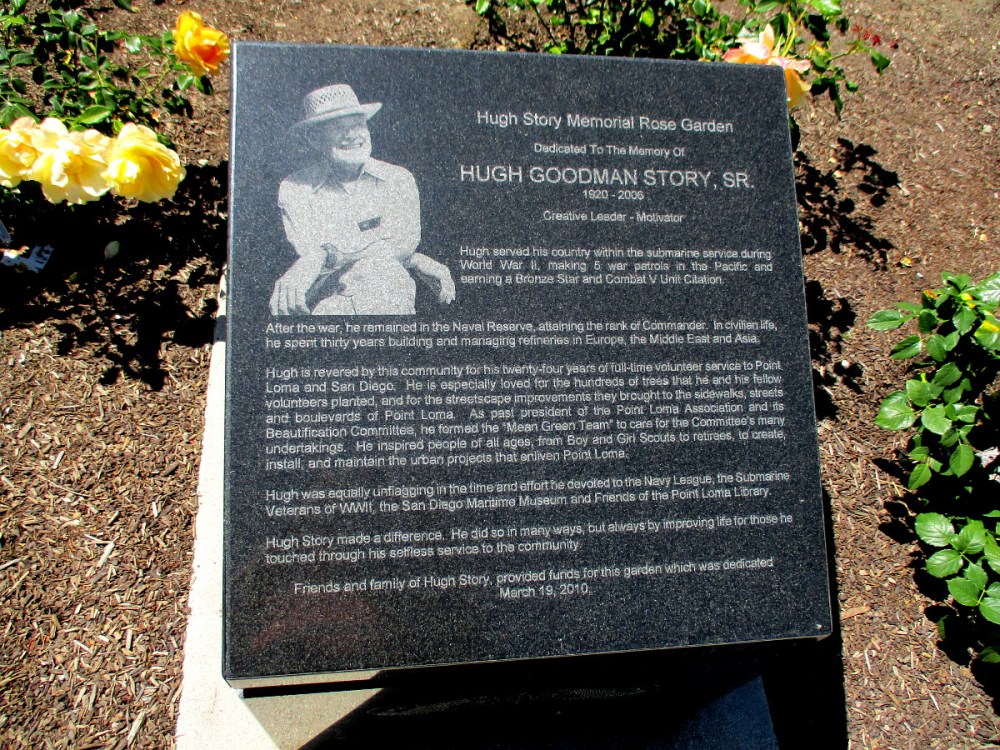 Hugh Story Memorial Rose Garden
Dedicated To The Memory Of
HUGH GOODMAN STORY, SR.
1920 - 2006
Creative Leader - Motivator
Hugh served his country within the submarine service during
World War II, making 5 war patrols in the Pacific and
earning a Bronze Star and Combat V Unit Citation.
After the war, he remained in the Naval Reserve, attaining the rank of Commander. In civilian life,
he spent thirty years building and managing refineries in Europe, the Middle East and Asia.
Hugh is revered by this community for his twenty-four years of full-time volunteer service to Point
Loma and San Diego. He is especially loved for the hundreds of trees that he and his fellow
volunteers planted, and for the streetscape improvements they brought to the sidewalks, streets
and boulevards of Point Loma. As past president of the Point Loma Association and its
Beautification Committee, he formed the "Mean Green Team" to care for the Committee's many
undertakings. He inspired people of all ages, from Boy and Girl Scouts to retirees, to create,
install, and maintain the urban projects that enliven Point Loma.
Hugh was equally unflagging in the time and effort he devoted to the Navy League, the Submarine
Veterans of WWII, the San Diego Maritime Museum and Friends of the Point Loma Library.
Hugh Story made a difference. He did so in many ways, but always by improving life for those he
touched through his selfless service to the community.
Friends and family of Hugh Story, provided funds for this garden which was dedicated
March 19, 2010.